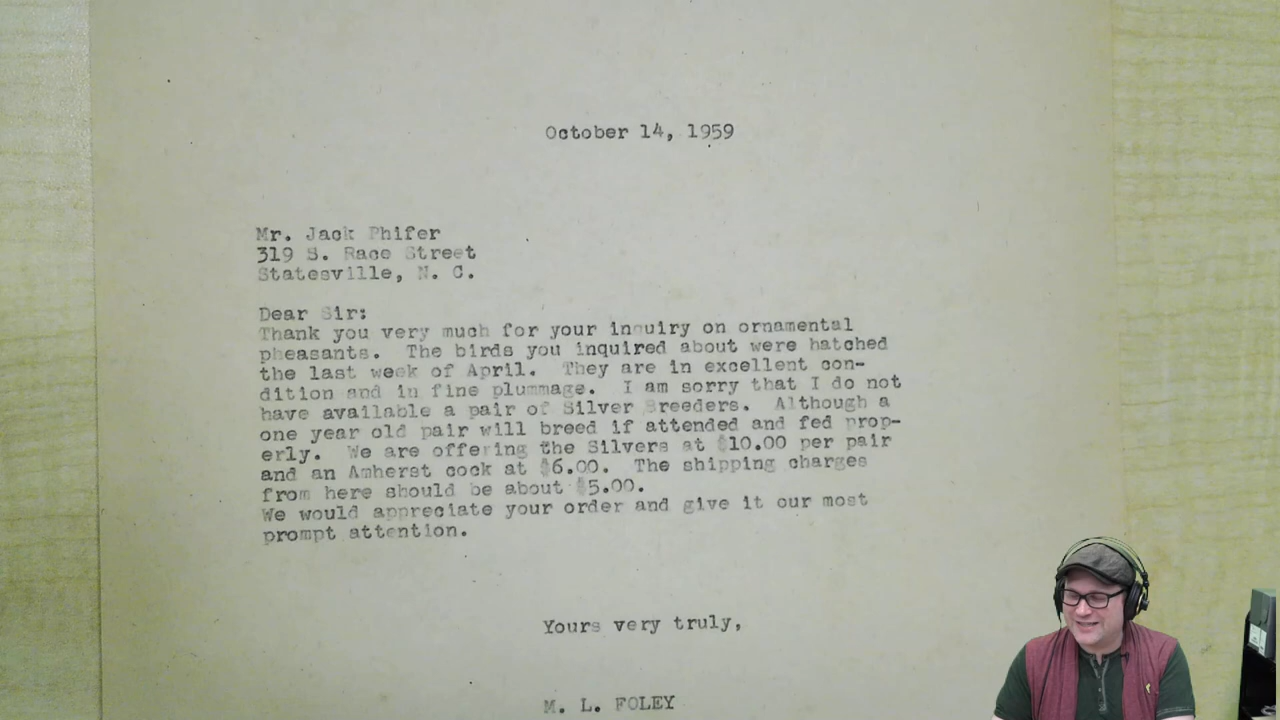 October 14, 1959
Mr. Jack Phifer
319 S. Race Street
Statesville, N. C.
Dear Sir:
Thank you very much for your inquiry on ornamental
pheasants. The birds you inquired about were hatched
the last week of April. They are in excellent con-
dition and in fine plummage. I am sorry that I do not
have available a pair of Silver Breeders. Although a
one year old pair will breed if attended and fed prop-
erly. We are offering the Silvers at $10.00 per pair
and an Amherst cock at $6.00. The shipping charges
from here should be about $5.00.
We would appreciate your order and give it our most
prompt attention.
Yours very truly,
M. L. FOLEY